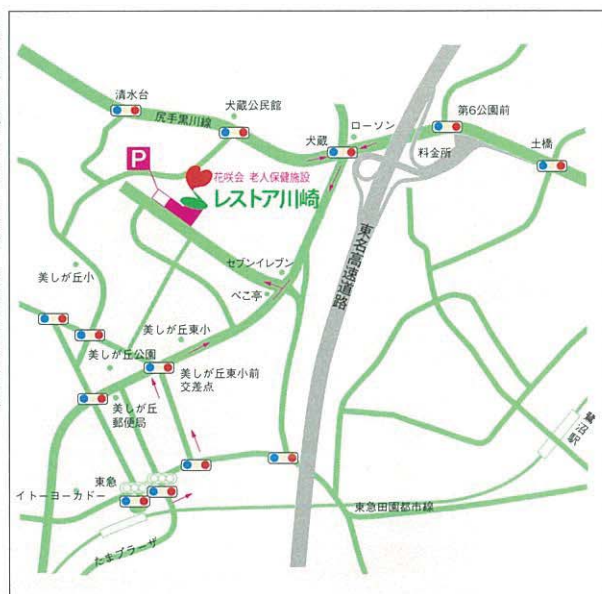 清水台
犬蔵公民館
尻手黒川線
犬蔵
ローソン
第6公園前
料金所
土橋
P
花咲会 老人保健施設
レストア川崎
東名高速道路
セブンイレブン
べこ亭
美しが丘小
美しが丘東小
美しが丘公園
美しが丘東小前
交差点
美しが丘
郵便局
鷺沼駅
東急
イトーヨーカドー
東急田園都市線
たまプラーザ